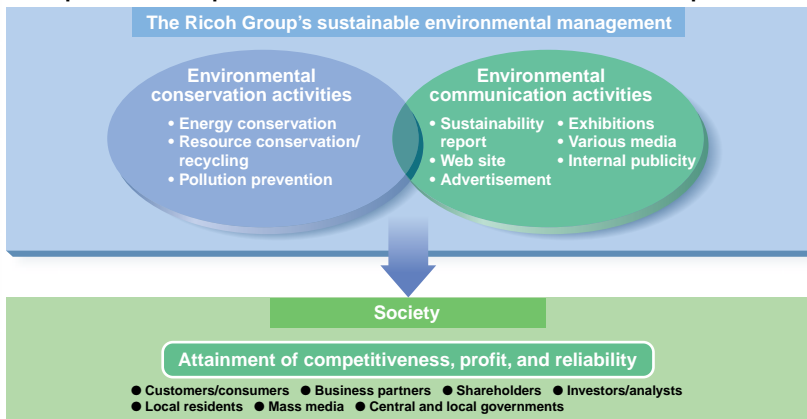 The Ricoh Group's sustainable environmental management
Environmental
conservation activities
• Energy conservation
• Resource conservation/
recycling
• Pollution prevention
Environmental
communication activities
• Sustainability
report
• Web site
• Advertisement
• Exhibitions
• Various media
• Internal publicity
Society
Attainment of competitiveness, profit, and reliability
● Customers/consumers ● Business partners ● Shareholders ● Investors/analysts
● Local residents ● Mass media ● Central and local governments